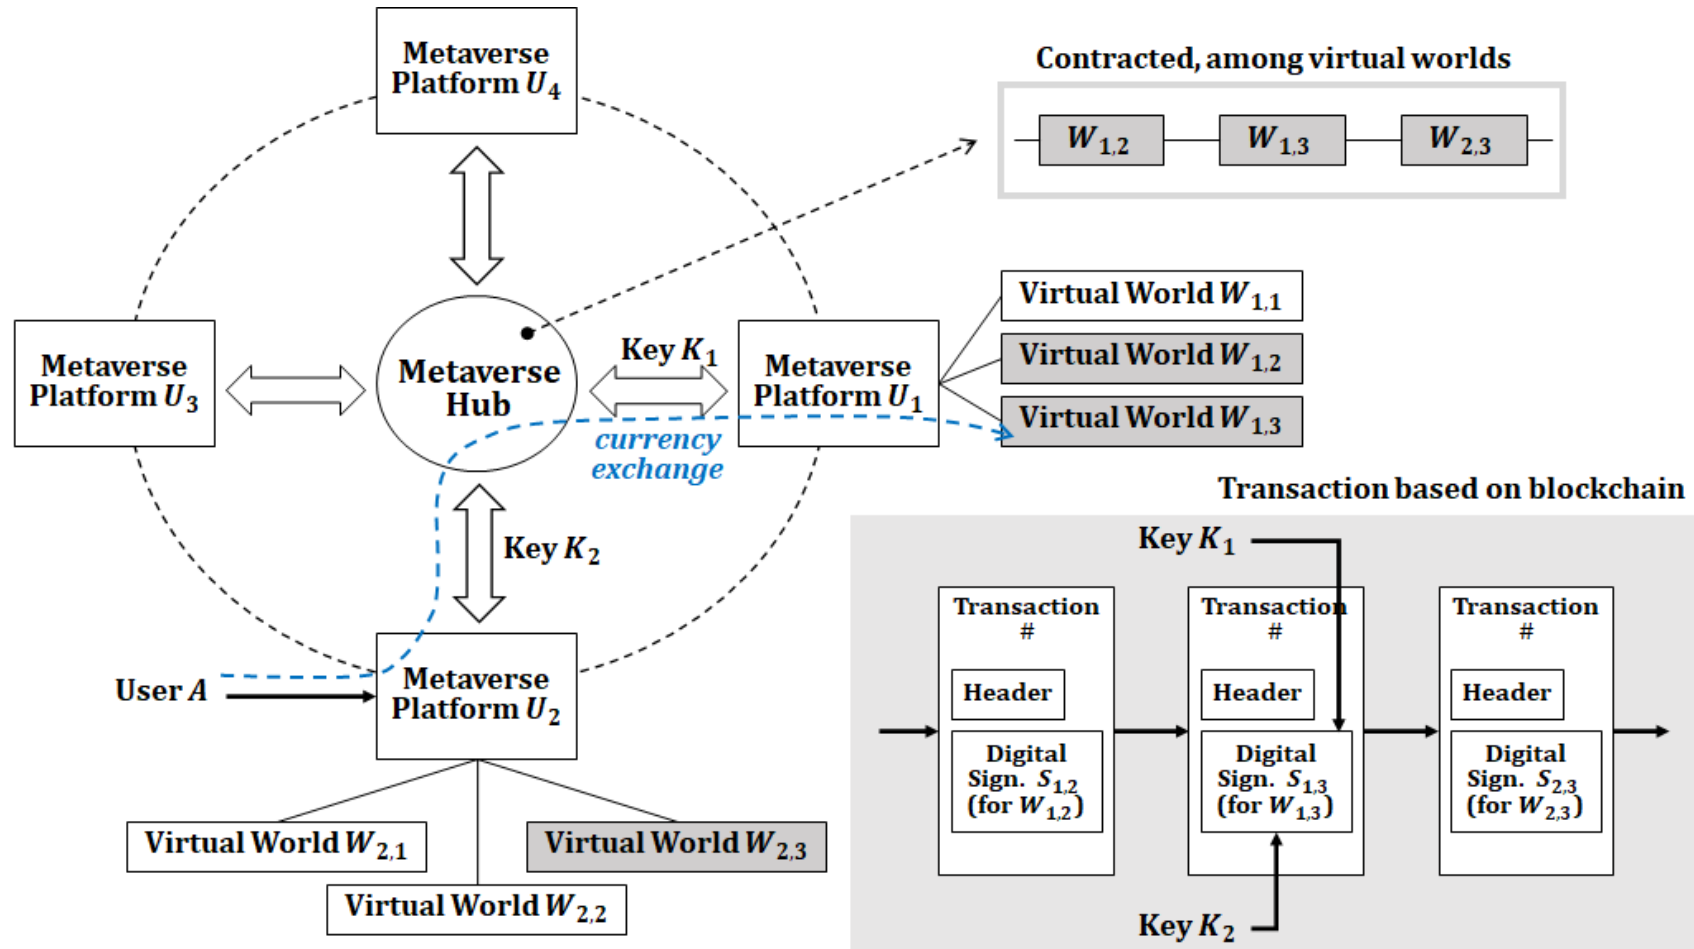 Metaverse
Platform U4
Contracted, among virtual worlds
W1,2
W1,3
W2,3
Metaverse
Platform U3
Metaverse
Hub
Key K1
Metaverse
Platform U1
Virtual World W1,1
Virtual World W1,2
Virtual World W1,3
currency
exchange
Key K2
User A
Metaverse
Platform U2
Virtual World W2,1
Virtual World W2,3
Virtual World W2,2
Transaction based on blockchain
Key K1
Transaction
#
Header
Digital
Sign. S1,2
(for W1,2)
Transaction
#
Header
Digital
Sign. S1,3
(for W1,3)
Transaction
#
Header
Digital
Sign. S2,3
(for W2,3)
Key K2